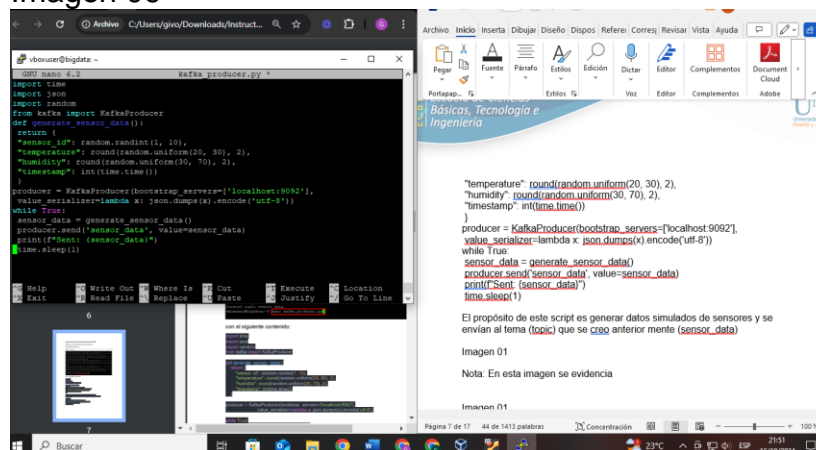 Archivo C:/Users/givo/Downloads/Instruct...
vboxuser@bigdata: ~
GNU nano 6.2 kafka_producer.py *
import time
import json
import random
from kafka import KafkaProducer
def generate_sensor_data():
return {
"sensor_id": random.randint(1, 10),
"temperature": round(random.uniform(20, 30), 2),
"humidity": round(random.uniform(30, 70), 2),
"timestamp": int(time.time())
}
producer = KafkaProducer(bootstrap_servers=['localhost:9092'],
value_serializer=lambda x: json.dumps(x).encode('utf-8'))
while True:
sensor_data = generate_sensor_data()
producer.send('sensor_data', value=sensor_data)
print(f"Sent: {sensor_data}")
time.sleep(1)
^G Help ^O Write Out ^W Where Is ^K Cut ^T Execute ^C Location
^X Exit ^R Read File ^\ Replace ^U Paste ^J Justify ^/ Go To Line
6
con el siguiente contenido:
7
Archivo Inicio Inserta Dibujar Diseño Dispos Referei Corresp Revisar Vista Ayuda
Pegar Fuente Párrafo Estilos Edición Dictar Editor Complementos Document Cloud
Portapap... Estilos Voz Editor Complementos Adobe
Escuela de Ciencias
Básicas, Tecnología e
Ingeniería
"temperature": round(random.uniform(20, 30), 2),
"humidity": round(random.uniform(30, 70), 2),
"timestamp": int(time.time())
}
producer = KafkaProducer(bootstrap_servers=['localhost:9092'],
value_serializer=lambda x: json.dumps(x).encode('utf-8'))
while True:
sensor_data = generate_sensor_data()
producer.send('sensor_data', value=sensor_data)
print(f"Sent: {sensor_data}")
time.sleep(1)
El propósito de este script es generar datos simulados de sensores y se
envían al tema (topic) que se creo anterior mente (sensor_data)
Imagen 01
Nota: En esta imagen se evidencia
Imagen 01
Página 7 de 17 44 de 1413 palabras Concentración 100%
Buscar 23°C ESP 21:51